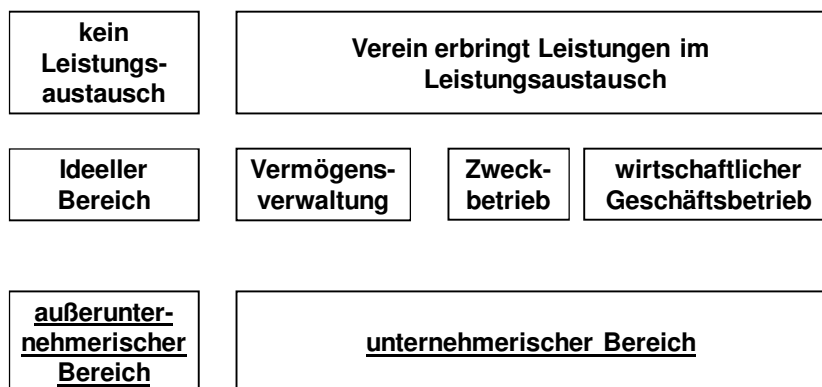 kein
Leistungs-
austausch
Verein erbringt Leistungen im
Leistungsaustausch
Ideeller
Bereich
Vermögens-
verwaltung
Zweck-
betrieb
wirtschaftlicher
Geschäftsbetrieb
außerunter-
nehmerischer
Bereich
unternehmerischer Bereich